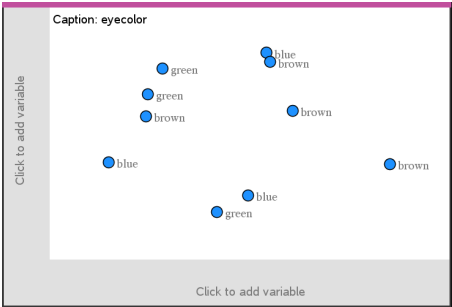 Caption: eyecolor
blue
brown
green
green
brown
brown
blue
brown
blue
green
Click to add variable
Click to add variable